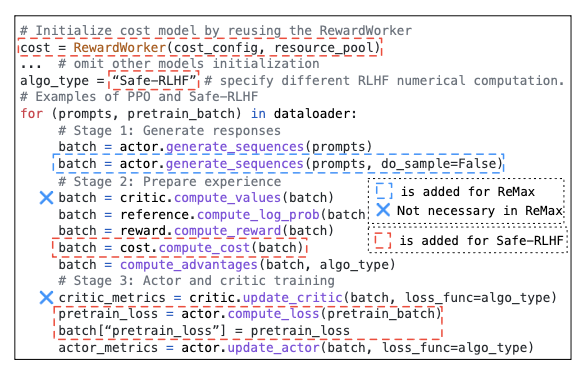 # Initialize cost model by reusing the RewardWorker
cost = RewardWorker(cost_config, resource_pool)
... # omit other models initialization
algo_type = “Safe-RLHF” # specify different RLHF numerical computation.
# Examples of PPO and Safe-RLHF
for (prompts, pretrain_batch) in dataloader:
# Stage 1: Generate responses
batch = actor.generate_sequences(prompts)
batch = actor.generate_sequences(prompts, do_sample=False)
# Stage 2: Prepare experience
batch = critic.compute_values(batch)
batch = reference.compute_log_prob(batch
batch = reward.compute_reward(batch)
batch = cost.compute_cost(batch)
batch = compute_advantages(batch, algo_type)
# Stage 3: Actor and critic training
critic_metrics = critic.update_critic(batch, loss_func=algo_type)
pretrain_loss = actor.compute_loss(pretrain_batch)
batch[“pretrain_loss”] = pretrain_loss
actor_metrics = actor.update_actor(batch, loss_func=algo_type)
is added for ReMax
Not necessary in ReMax
is added for Safe-RLHF